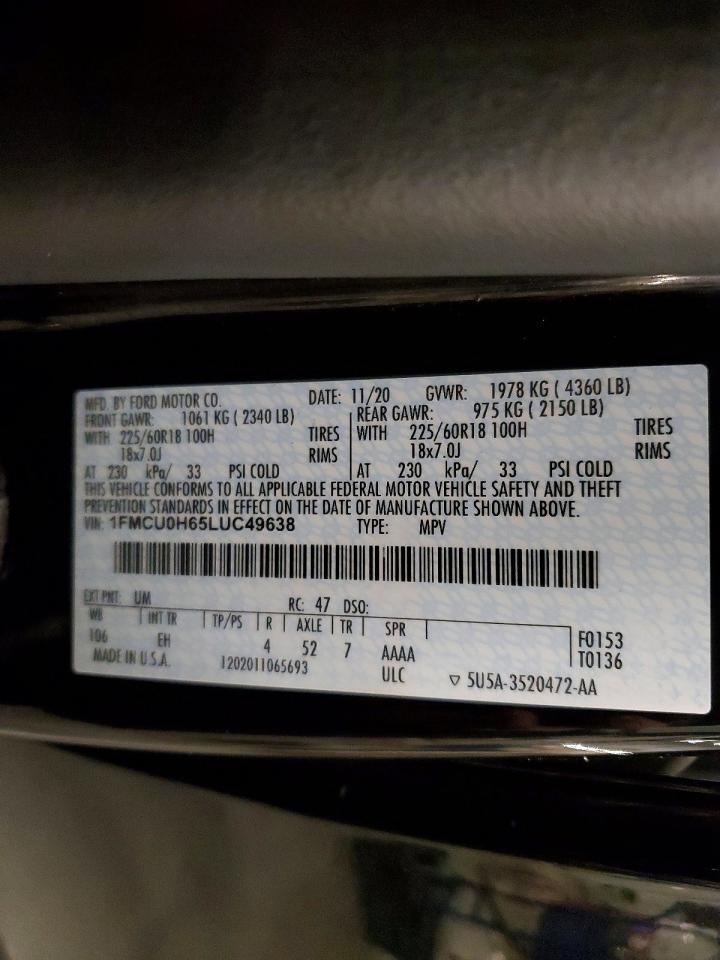 MFD. BY FORD MOTOR CO. DATE: 11/20 GVWR: 1978 KG ( 4360 LB)
FRONT GAWR: 1061 KG ( 2340 LB) REAR GAWR: 975 KG ( 2150 LB)
WITH 225/60R18 100H TIRES WITH 225/60R18 100H TIRES
18x7.0J RIMS 18x7.0J RIMS
AT 230 kPa/ 33 PSI COLD AT 230 kPa/ 33 PSI COLD
THIS VEHICLE CONFORMS TO ALL APPLICABLE FEDERAL MOTOR VEHICLE SAFETY AND THEFT
PREVENTION STANDARDS IN EFFECT ON THE DATE OF MANUFACTURE SHOWN ABOVE.
VIN: 1FMCU0H65LUC49638 TYPE: MPV
EXT PNT: UM RC: 47 DSO:
WB INT TR TP/PS R AXLE TR SPR
106 EH 4 52 7 AAAA F0153
MADE IN U.S.A. 1202011065693 ULC T0136
▽ 5U5A-3520472-AA